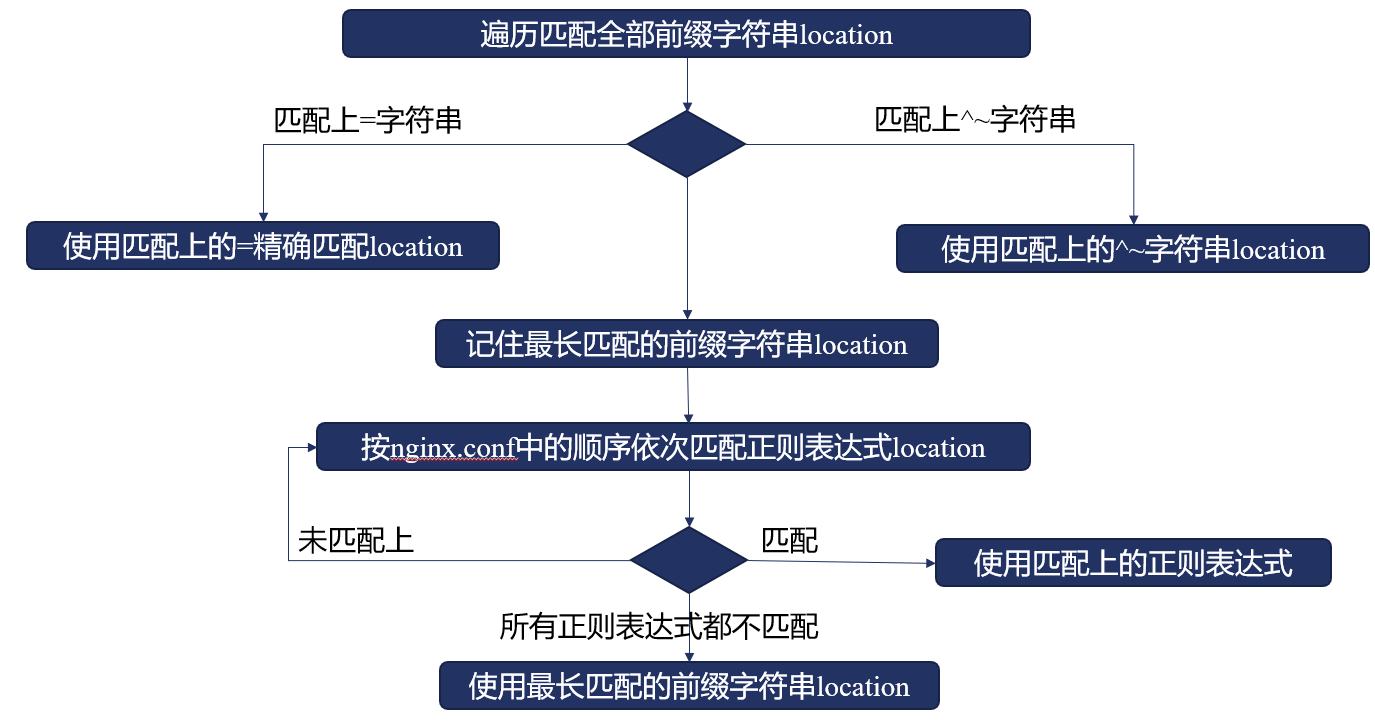 遍历匹配全部前缀字符串location
匹配上=字符串
匹配上^~字符串
使用匹配上的=精确匹配location
使用匹配上的^~字符串location
记住最长匹配的前缀字符串location
按nginx.conf中的顺序依次匹配正则表达式location
未匹配上
匹配
使用匹配上的正则表达式
所有正则表达式都不匹配
使用最长匹配的前缀字符串location